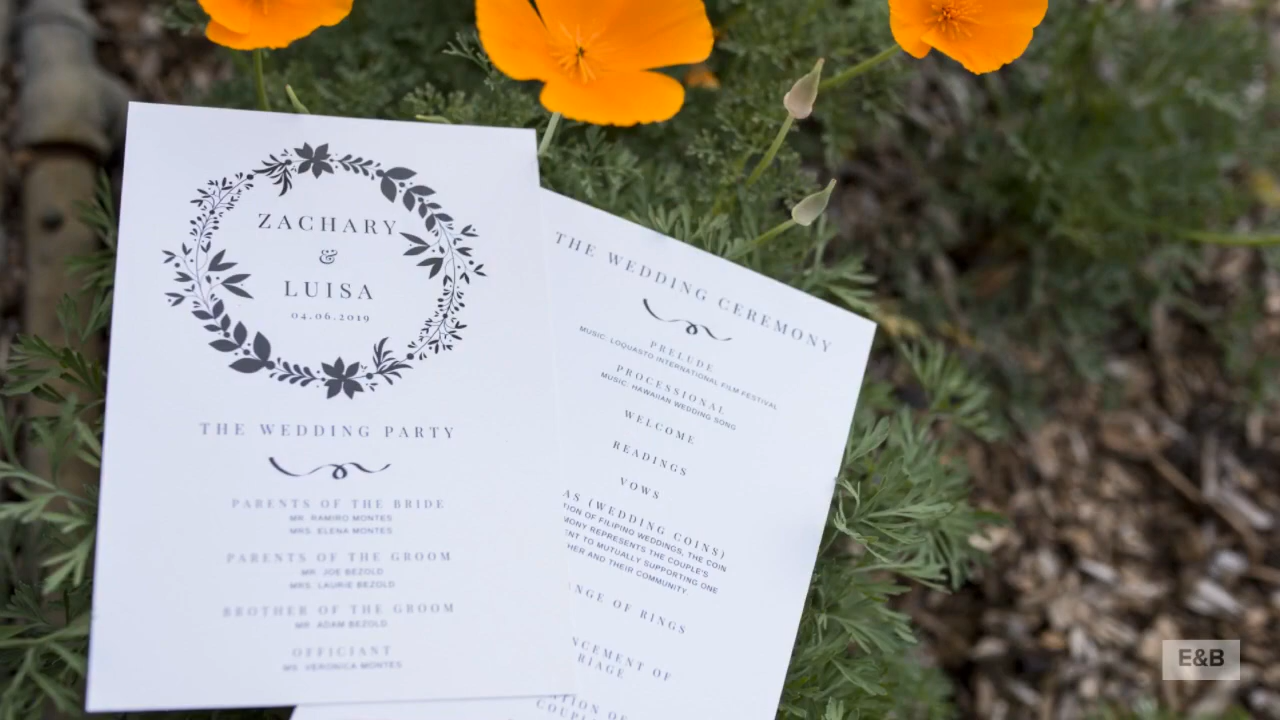 ZACHARY
&
LUISA
04.06.2019
THE WEDDING PARTY
PARENTS OF THE BRIDE
MR. RAMIRO MONTES
MRS. ELENA MONTES
PARENTS OF THE GROOM
MR. JOE BEZOLD
MRS. LAURIE BEZOLD
BROTHER OF THE GROOM
MR. ADAM BEZOLD
OFFICIANT
MS. VERONICA MONTES
THE WEDDING CEREMONY
PRELUDE
MUSIC: LOQUASTO INTERNATIONAL FILM FESTIVAL
PROCESSIONAL
MUSIC: HAWAIIAN WEDDING SONG
WELCOME
READINGS
VOWS
AS (WEDDING COINS)
TION OF FILIPINO WEDDINGS, THE COIN
MONY REPRESENTS THE COUPLE'S
ENT TO MUTUALLY SUPPORTING ONE
HER AND THEIR COMMUNITY.
NGE OF RINGS
NCEMENT OF
RIAGE
E&B